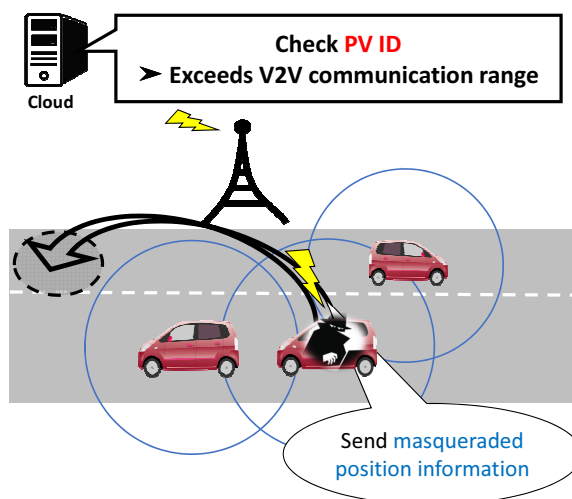 Check PV ID
➤ Exceeds V2V communication range
Cloud
Send masqueraded
position information